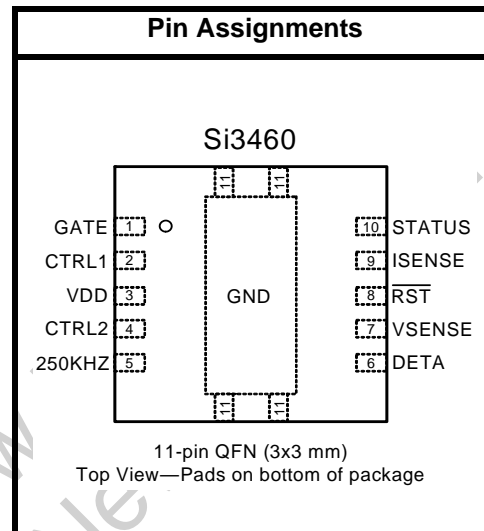 Pin Assignments
Si3460
11 11
GATE 1 10 STATUS
CTRL1 2 9 ISENSE
VDD 3 GND 8 RST
CTRL2 4 7 VSENSE
250KHZ 5 6 DETA
11 11
11-pin QFN (3x3 mm)
Top View—Pads on bottom of package